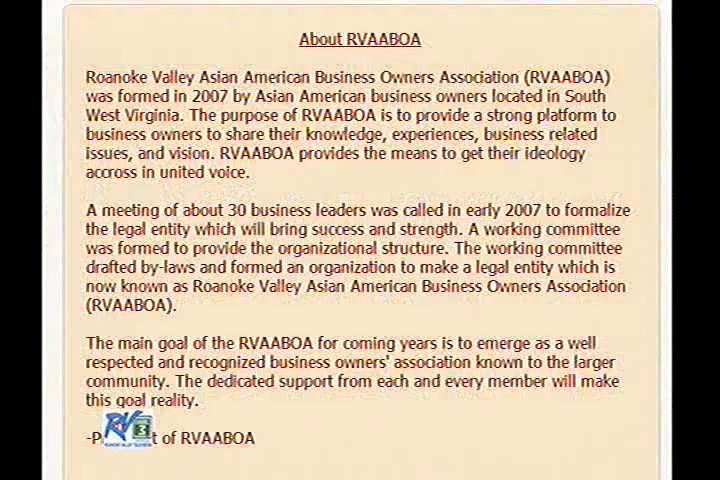 About RVAABOA
Roanoke Valley Asian American Business Owners Association (RVAABOA)
was formed in 2007 by Asian American business owners located in South
West Virginia. The purpose of RVAABOA is to provide a strong platform to
business owners to share their knowledge, experiences, business related
issues, and vision. RVAABOA provides the means to get their ideology
accross in united voice.
A meeting of about 30 business leaders was called in early 2007 to formalize
the legal entity which will bring success and strength. A working committee
was formed to provide the organizational structure. The working committee
drafted by-laws and formed an organization to make a legal entity which is
now known as Roanoke Valley Asian American Business Owners Association
(RVAABOA).
The main goal of the RVAABOA for coming years is to emerge as a well
respected and recognized business owners' association known to the larger
community. The dedicated support from each and every member will make
this goal reality.
of RVAABOA
RV
3